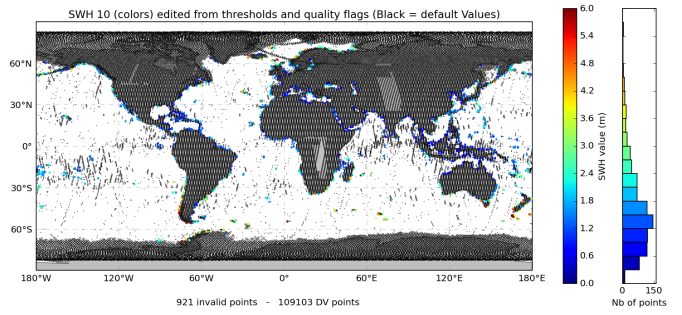 SWH 10 (colors) edited from thresholds and quality flags (Black = default Values)
60°N
30°N
0°
30°S
60°S
180°W 120°W 60°W 0° 60°E 120°E 180°E
921 invalid points - 109103 DV points
6.0
5.4
4.8
4.2
3.6
3.0
2.4
1.8
1.2
0.6
0.0
SWH value (m)
0 150
Nb of points